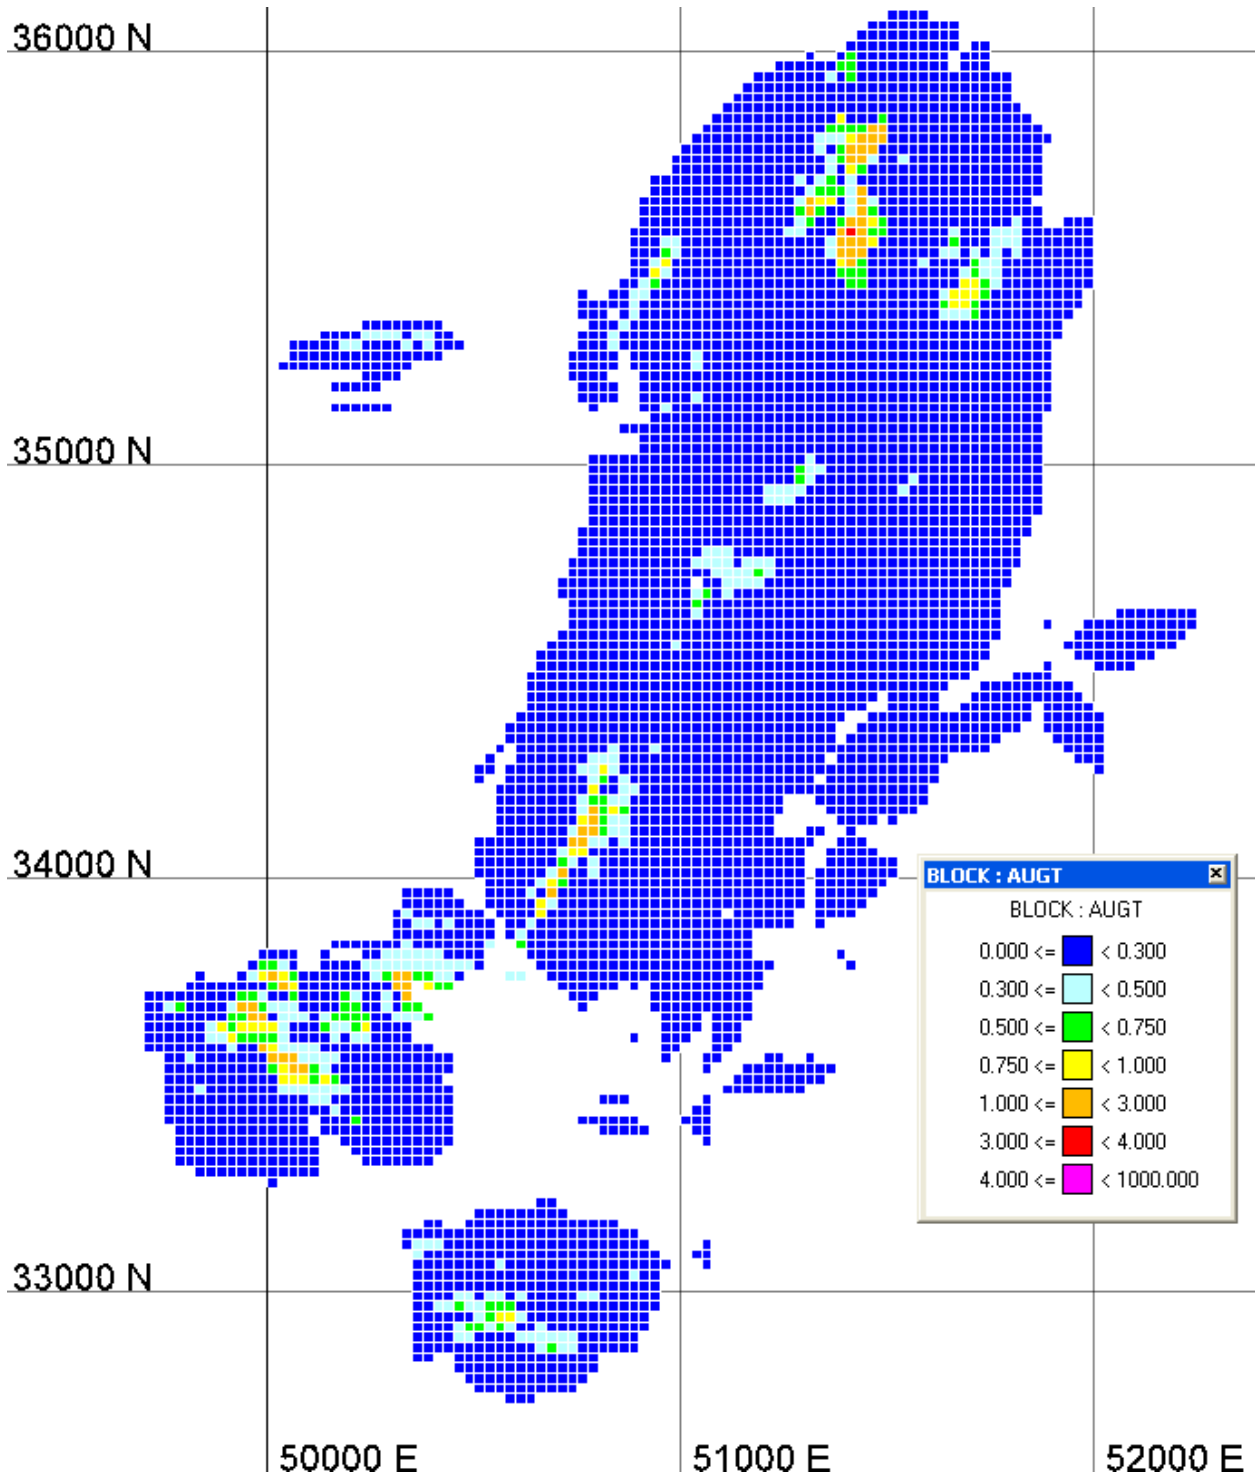 36000 N
35000 N
34000 N
BLOCK : AUGT
BLOCK : AUGT
0.000 <= < 0.300
0.300 <= < 0.500
0.500 <= < 0.750
0.750 <= < 1.000
1.000 <= < 3.000
3.000 <= < 4.000
4.000 <= < 1000.000
33000 N
50000 E
51000 E
52000 E